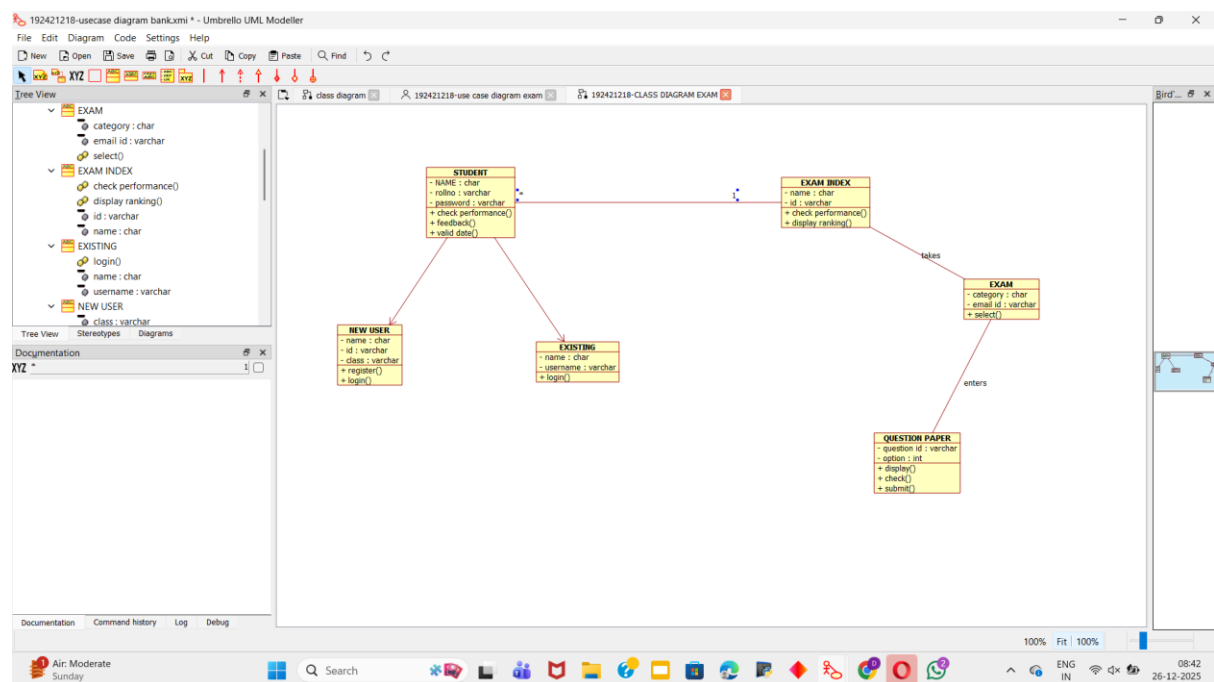 192421218-usecase diagram bank.xmi * - Umbrello UML Modeller
File Edit Diagram Code Settings Help
New Open Save Cut Copy Paste Find
XYZ
Tree View
class diagram 192421218-use case diagram exam 192421218-CLASS DIAGRAM EXAM
Bird'...
EXAM
category : char
email id : varchar
select()
EXAM INDEX
check performance()
display ranking()
id : varchar
name : char
EXISTING
login()
name : char
username : varchar
NEW USER
class : varchar
Tree View Stereotypes Diagrams
Documentation
XYZ * 1
STUDENT
- NAME : char
- rollno : varchar
- password : varchar
+ check performance()
+ feedback()
+ valid date()
*
1
EXAM INDEX
- name : char
- id : varchar
+ check performance()
+ display ranking()
takes
EXAM
- category : char
- email id : varchar
+ select()
NEW USER
- name : char
- id : varchar
- class : varchar
+ register()
+ login()
EXISTING
- name : char
- username : varchar
+ login()
enters
QUESTION PAPER
- question id : varchar
- option : int
+ display()
+ check()
+ submit()
Documentation Command history Log Debug
100% Fit 100%
1
Air: Moderate
Sunday
Search
ENG
IN
08:42
26-12-2025